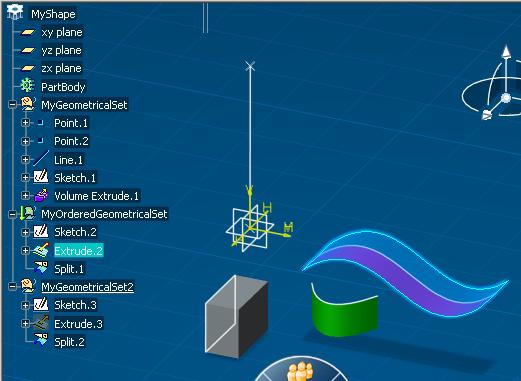 MyShape
xy plane
yz plane
zx plane
PartBody
MyGeometricalSet
Point.1
Point.2
Line.1
Sketch.1
Volume Extrude.1
MyOrderedGeometricalSet
Sketch.2
Extrude.2
Split.1
MyGeometricalSet2
Sketch.3
Extrude.3
Split.2